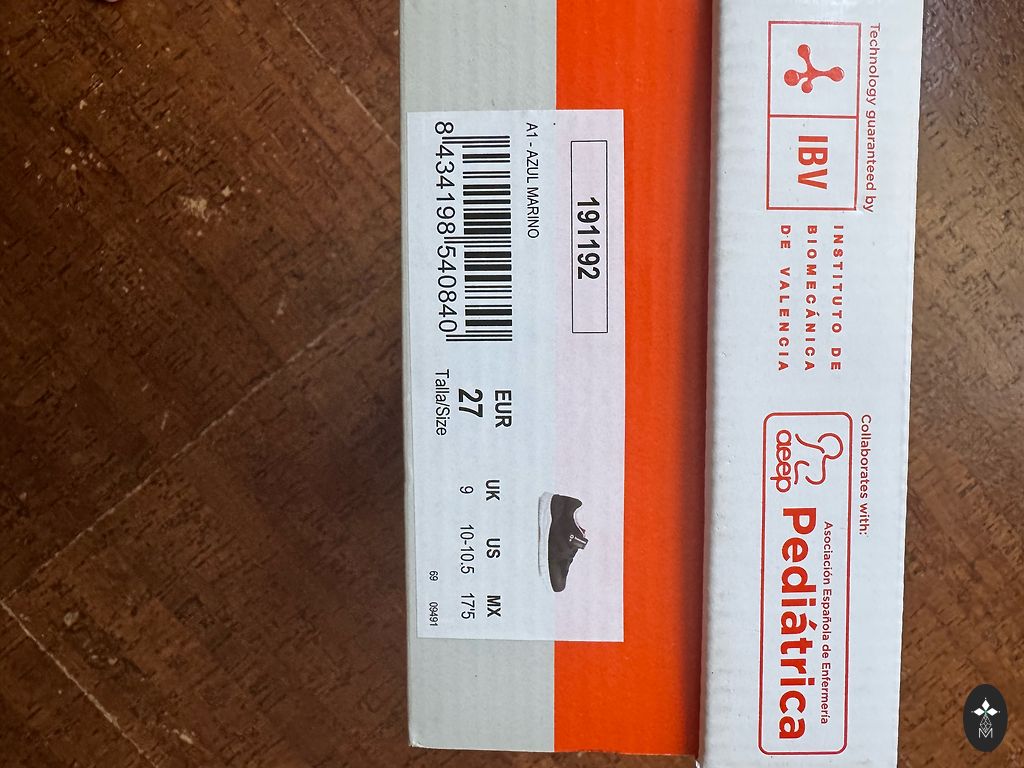 Technology guaranteed by
IBV
INSTITUTO DE
BIOMECÁNICA
DE VALENCIA
Collaborates with:
aeep
Asociación Española de Enfermería
Pediátrica
191192
A1 - AZUL MARINO
8 434198 540840
EUR
27
Talla/Size
UK US MX
9 10-10.5 17'5
69 09491
M